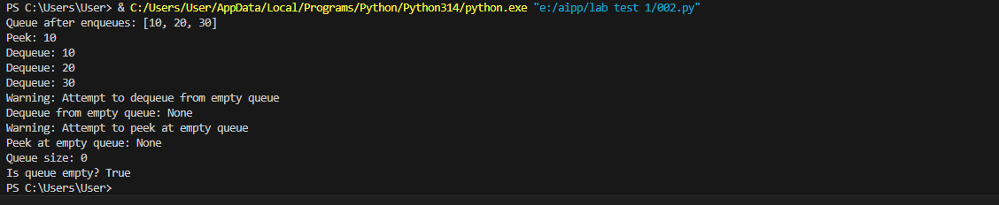 PS C:\Users\User> & C:/Users/User/AppData/Local/Programs/Python/Python314/python.exe "e:/aipp/lab test 1/002.py"
Queue after enqueues: [10, 20, 30]
Peek: 10
Dequeue: 10
Dequeue: 20
Dequeue: 30
Warning: Attempt to dequeue from empty queue
Dequeue from empty queue: None
Warning: Attempt to peek at empty queue
Peek at empty queue: None
Queue size: 0
Is queue empty? True
PS C:\Users\User>